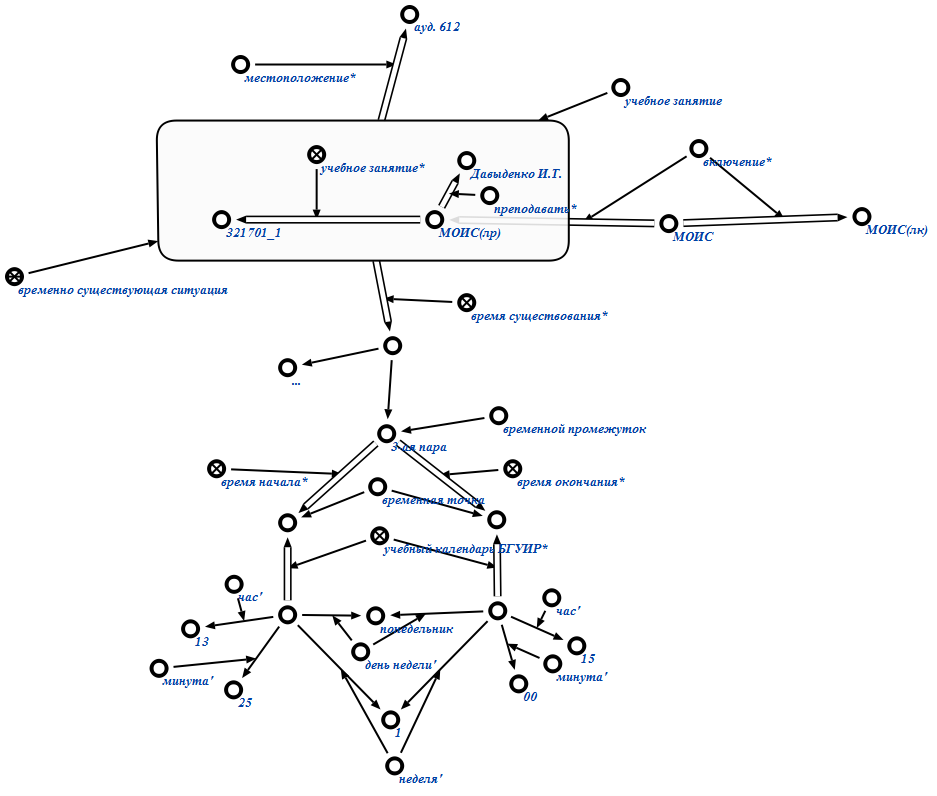 ауд. 612
местоположение*
учебное занятие
учебное занятие*
включение*
Давыденко И.Т.
преподавать*
321701_1
МОИС(пр)
МОИС
МОИС(лк)
временно существующая ситуация
время существования*
...
временной промежуток
3-ая пара
время начала*
время окончания*
временная точка
учебный календарь БГУИР*
час'
час'
понедельник
13
15
день недели'
минута'
минута'
25
00
1
неделя'